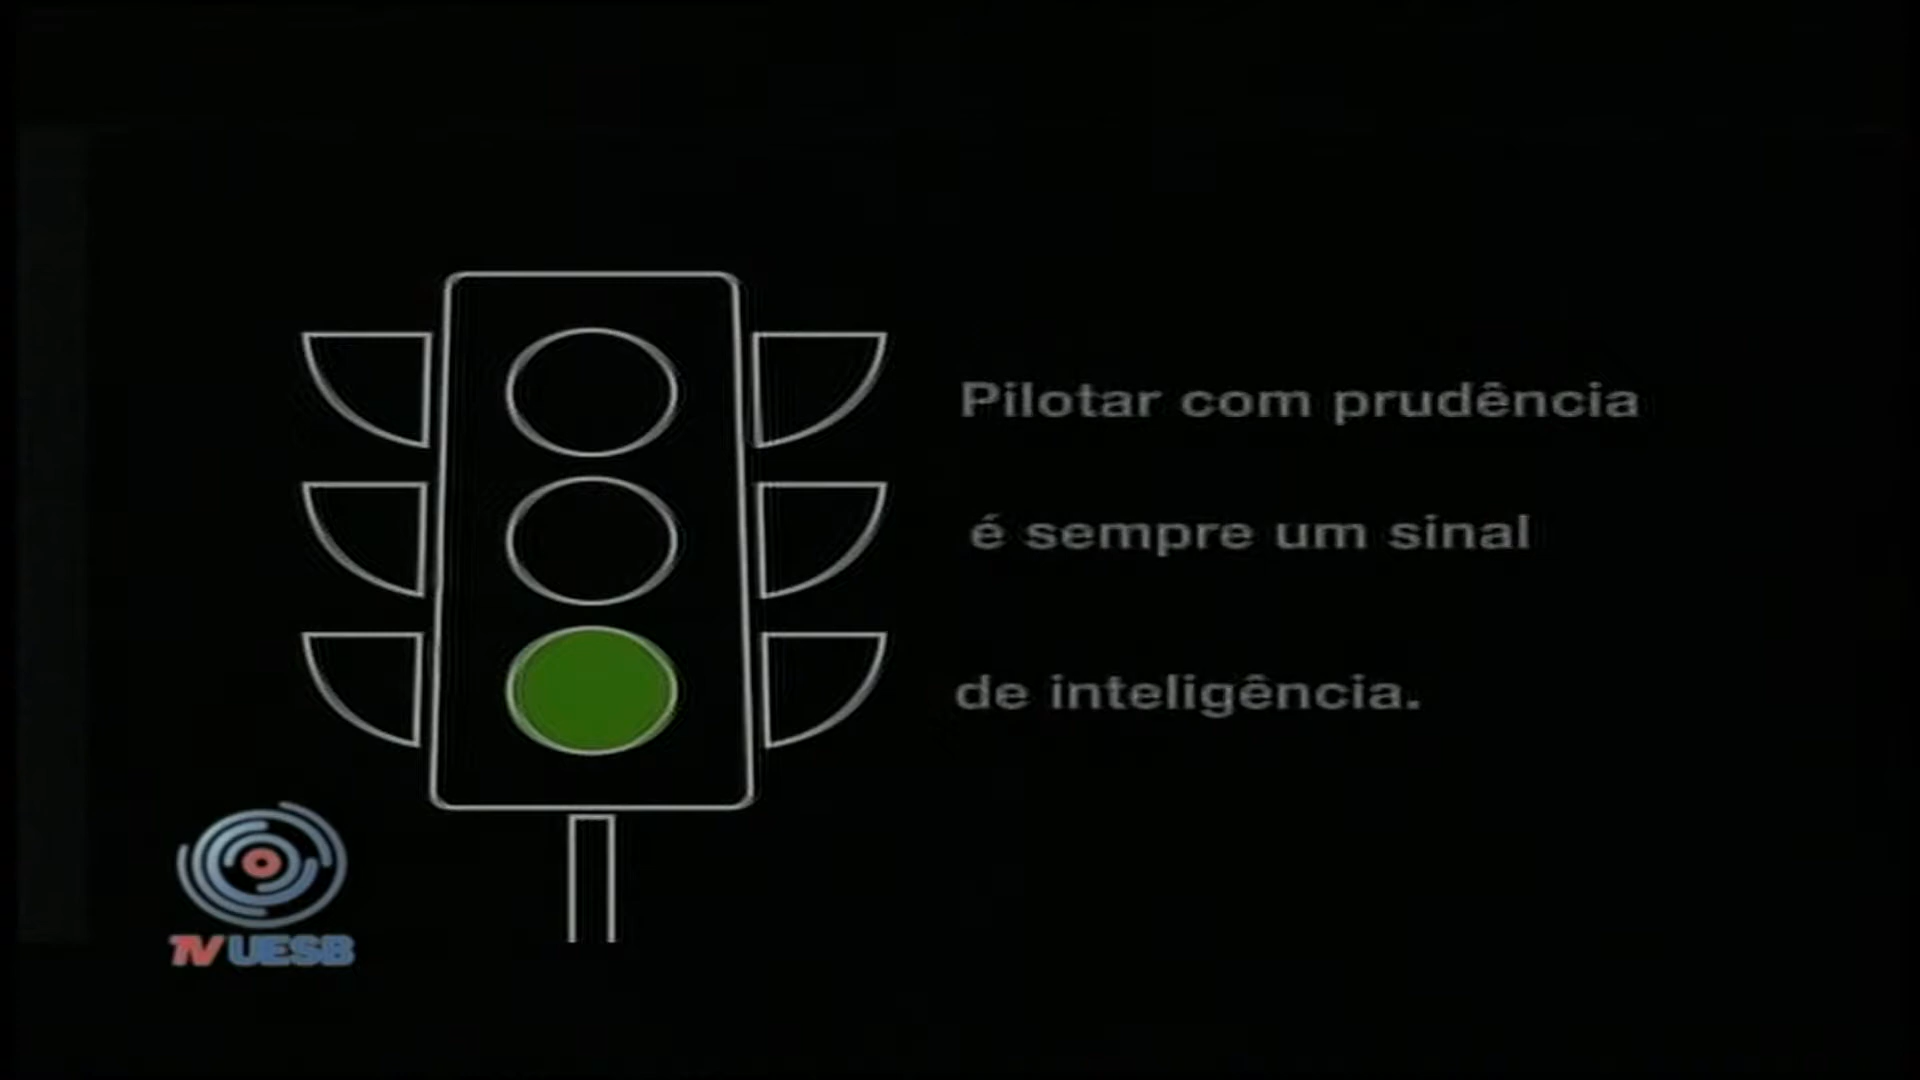 Pilotar com prudência
é sempre um sinal
de inteligência.
TV UESB